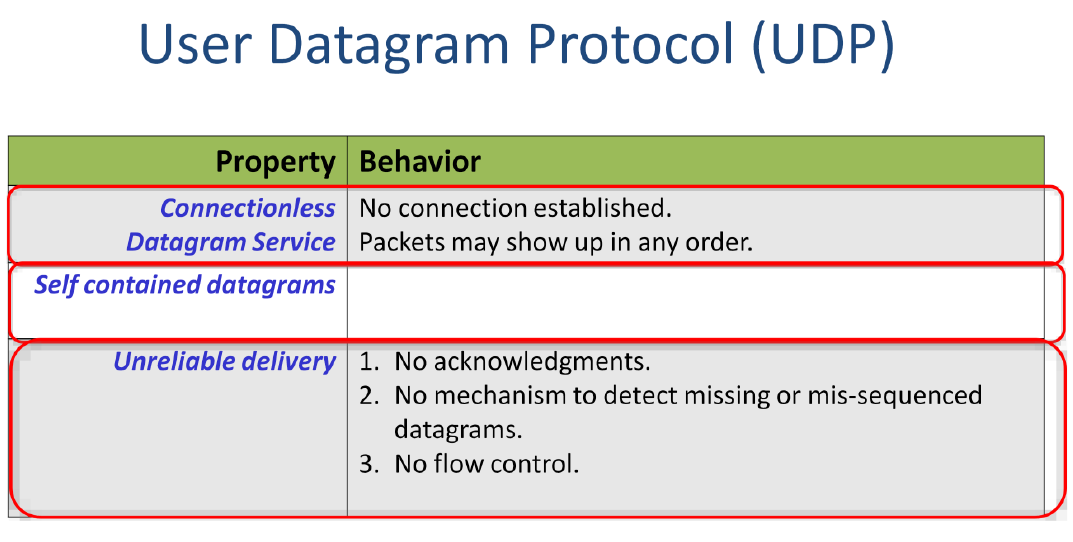 User Datagram Protocol (UDP)
Property Behavior
Connectionless No connection established.
Datagram Service Packets may show up in any order.
Self contained datagrams
Unreliable delivery 1. No acknowledgments.
2. No mechanism to detect missing or mis-sequenced
datagrams.
3. No flow control.